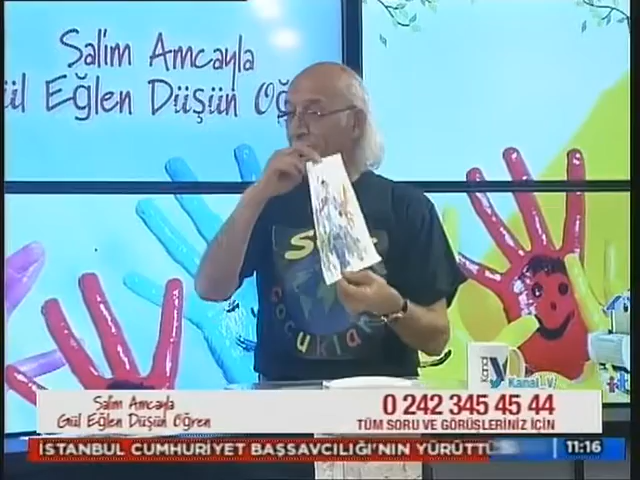 Salim Amcayla
Gül Eğlen Düşün Öğ
Çocuklar
Kanal V
Salim Amcayla
Gül Eğlen Düşün Öğren
0 242 345 45 44
TÜM SORU VE GÖRÜŞLERİNİZ İÇİN
İSTANBUL CUMHURİYET BAŞSAVCILIĞI'NIN YÜRÜTT
11:16